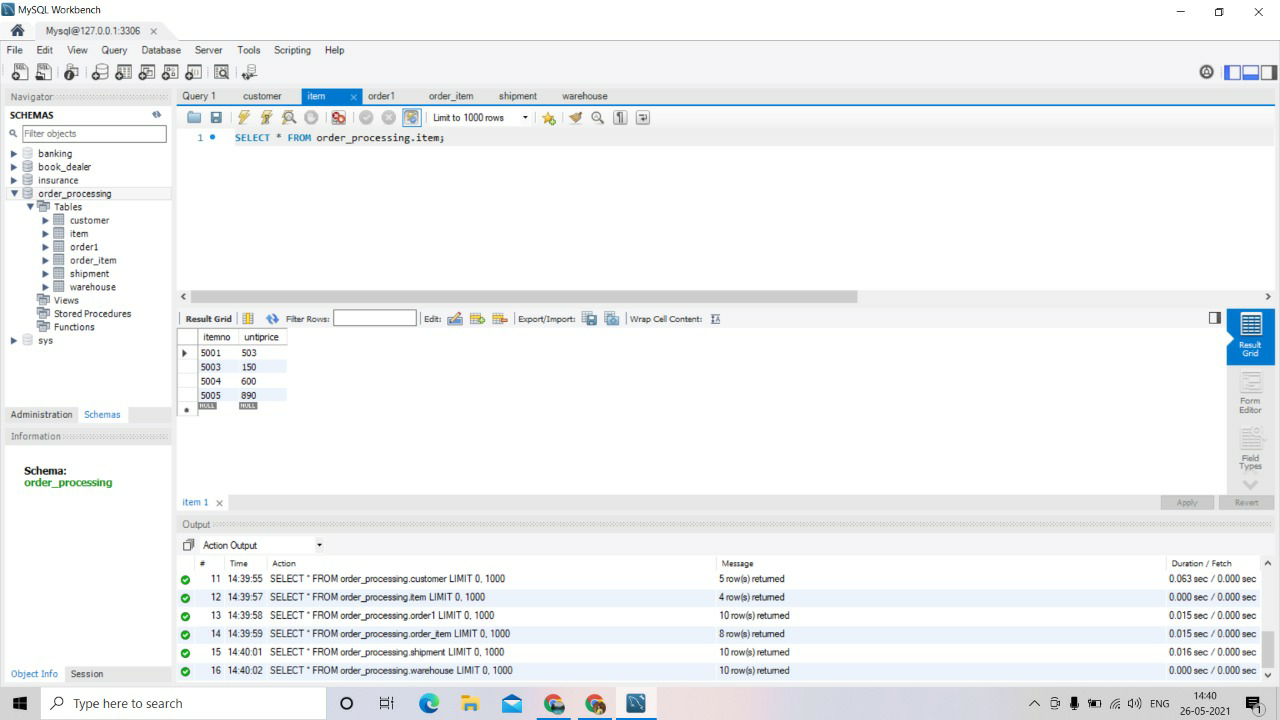 MySQL Workbench
Mysql@127.0.0.1:3306
File Edit View Query Database Server Tools Scripting Help
Navigator
SCHEMAS
Filter objects
banking
book_dealer
insurance
order_processing
Tables
customer
item
order1
order_item
shipment
warehouse
Views
Stored Procedures
Functions
sys
Administration Schemas
Information
Schema:
order_processing
Object Info Session
Query 1 customer item order1 order_item shipment warehouse
Limit to 1000 rows
1 SELECT * FROM order_processing.item;
Result Grid Filter Rows: Edit: Export/Import: Wrap Cell Content:
itemno untiprice
5001 503
5003 150
5004 600
5005 890
NULL NULL
Result
Grid
Form
Editor
Field
Types
item 1 Apply Revert
Output
Action Output
# Time Action Message Duration / Fetch
11 14:39:55 SELECT * FROM order_processing.customer LIMIT 0, 1000 5 row(s) returned 0.063 sec / 0.000 sec
12 14:39:57 SELECT * FROM order_processing.item LIMIT 0, 1000 4 row(s) returned 0.000 sec / 0.000 sec
13 14:39:58 SELECT * FROM order_processing.order1 LIMIT 0, 1000 10 row(s) returned 0.015 sec / 0.000 sec
14 14:39:59 SELECT * FROM order_processing.order_item LIMIT 0, 1000 8 row(s) returned 0.015 sec / 0.000 sec
15 14:40:01 SELECT * FROM order_processing.shipment LIMIT 0, 1000 10 row(s) returned 0.016 sec / 0.000 sec
16 14:40:02 SELECT * FROM order_processing.warehouse LIMIT 0, 1000 10 row(s) returned 0.000 sec / 0.000 sec
Type here to search
ENG
14:40
26-05-2021
1